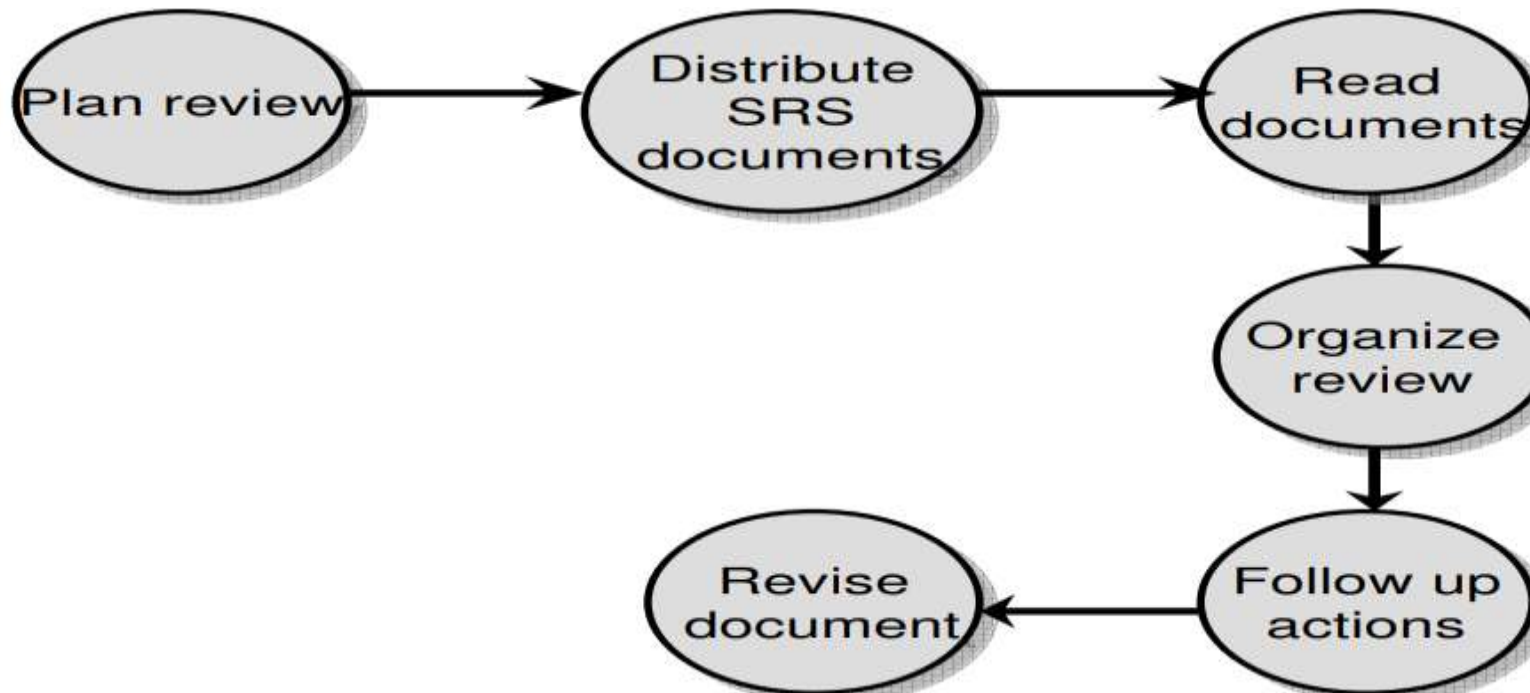 Plan review
Distribute
SRS
documents
Read
documents
Organize
review
Follow up
actions
Revise
document